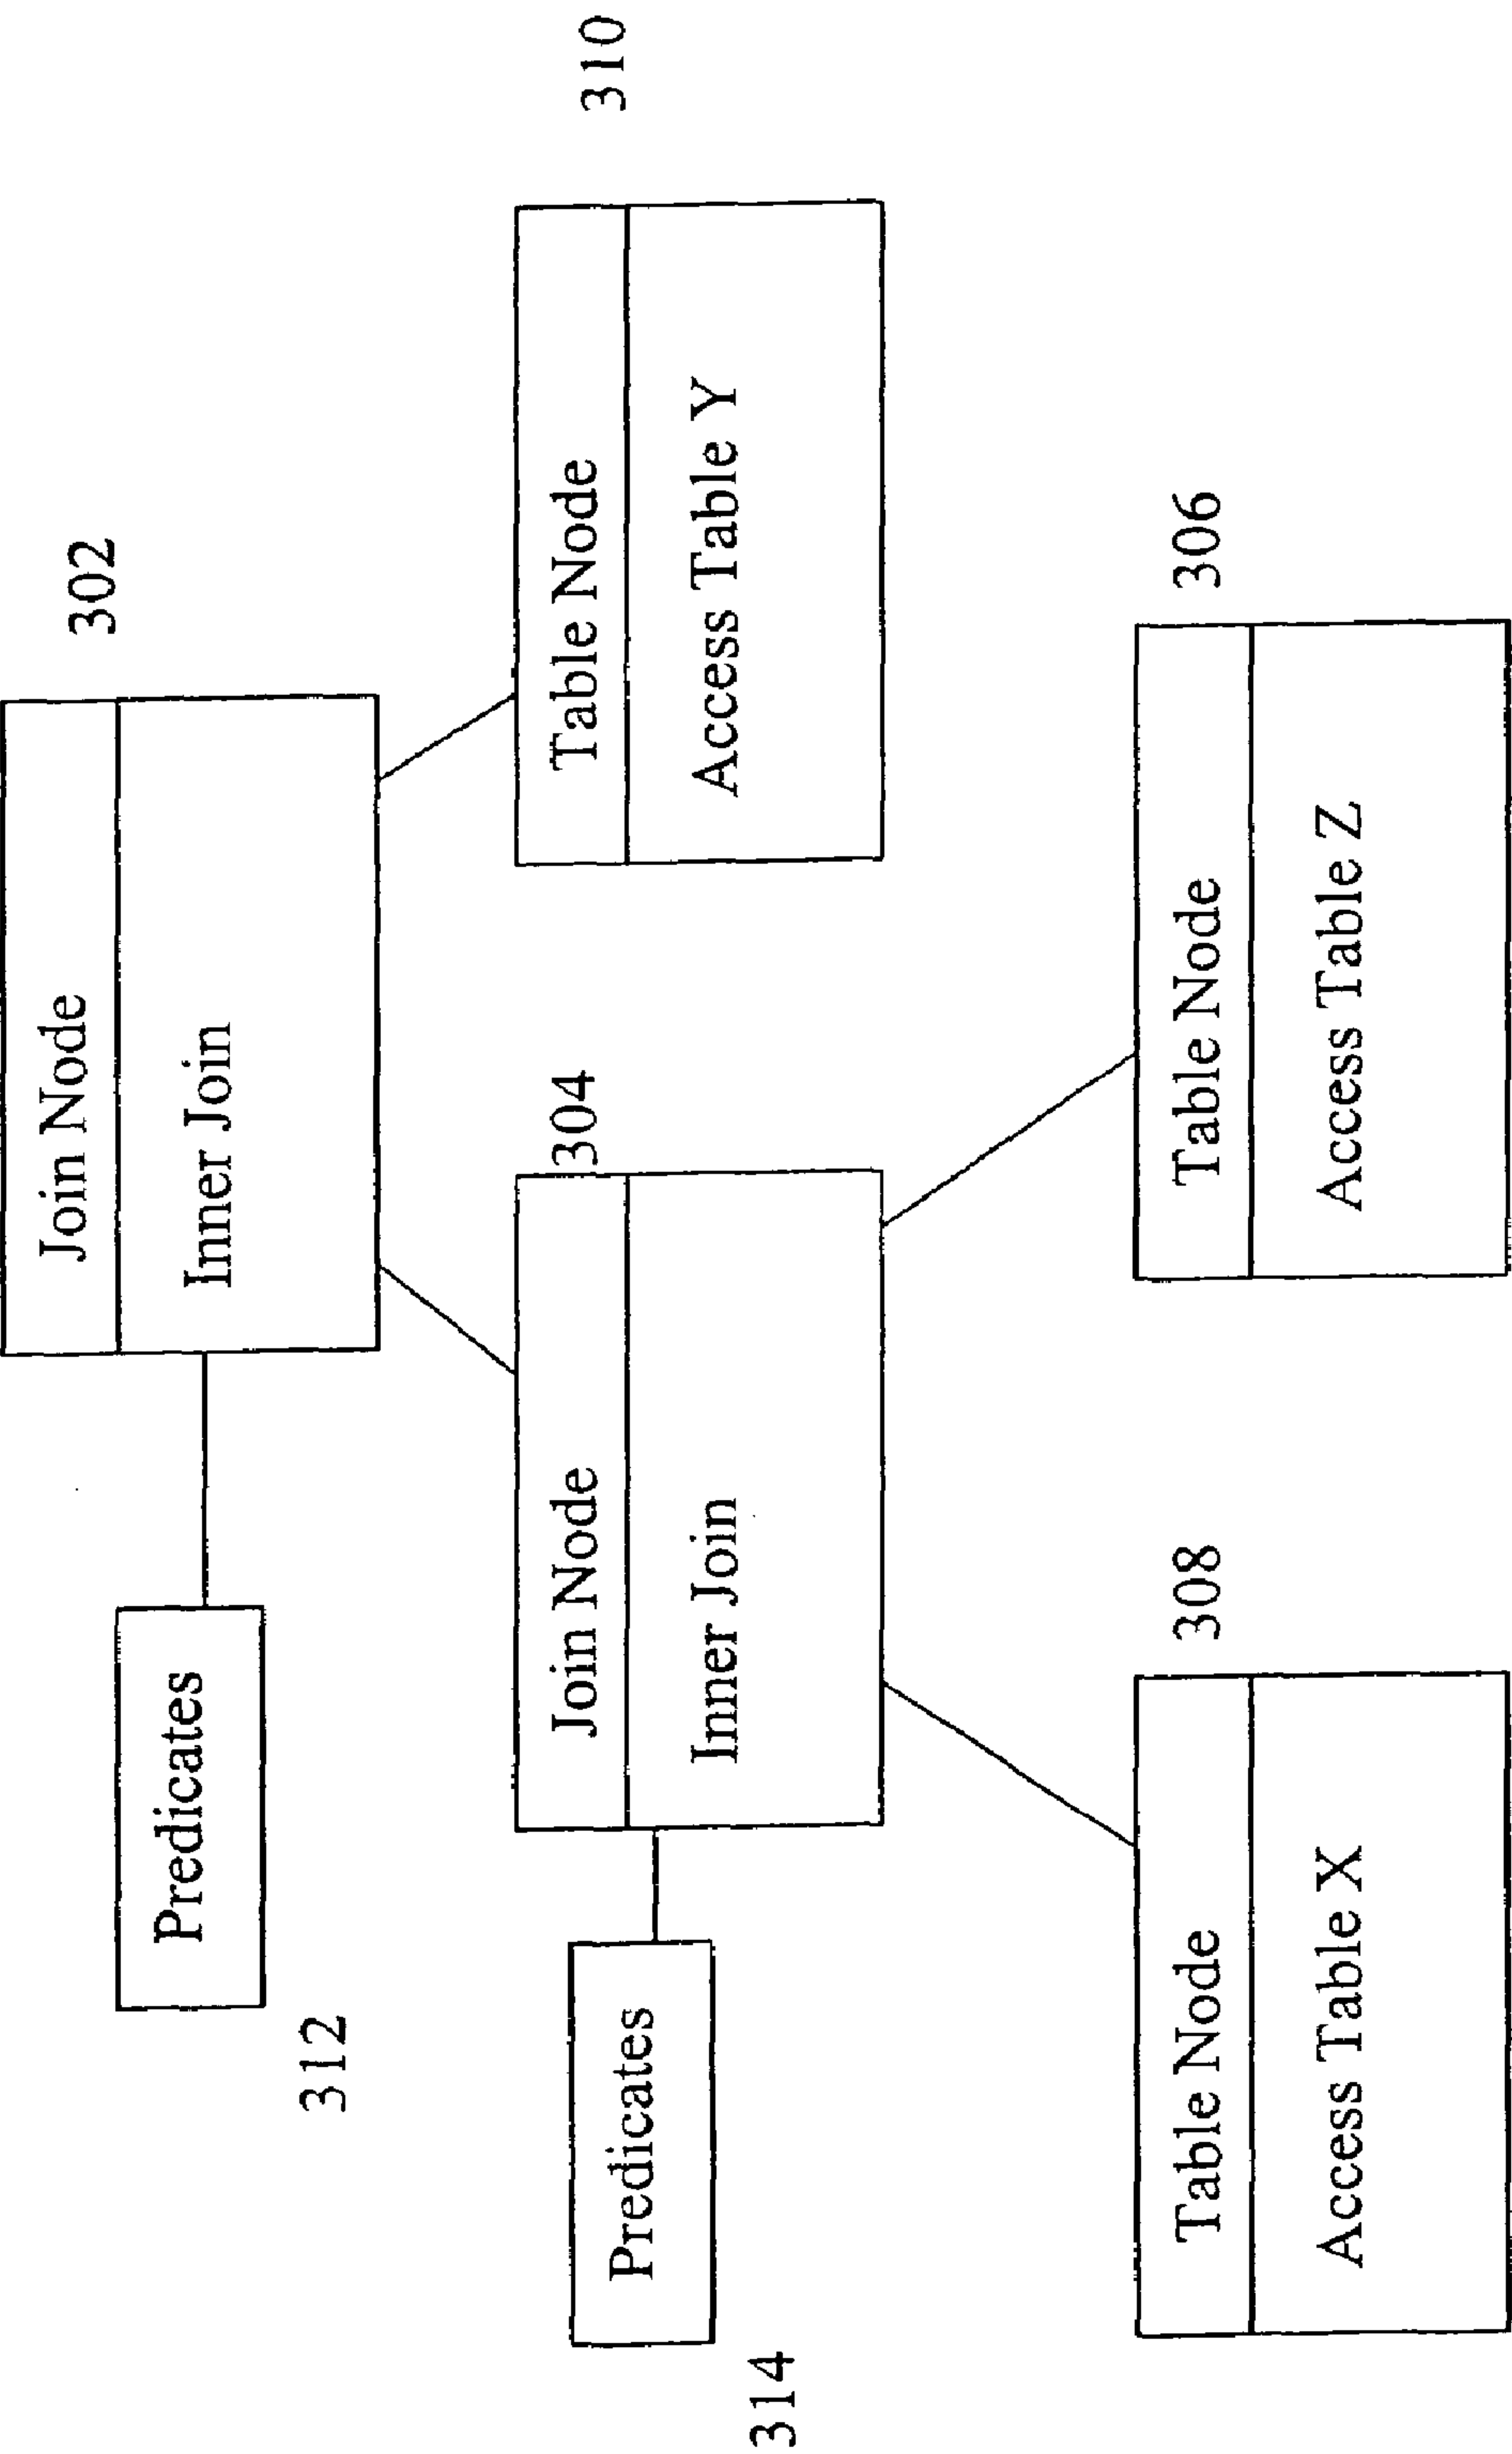 302
Join Node
Inner Join
Predicates
312
304
Join Node
Inner Join
Predicates
314
310
Table Node
Access Table Y
308
Table Node
Access Table X
306
Table Node
Access Table Z